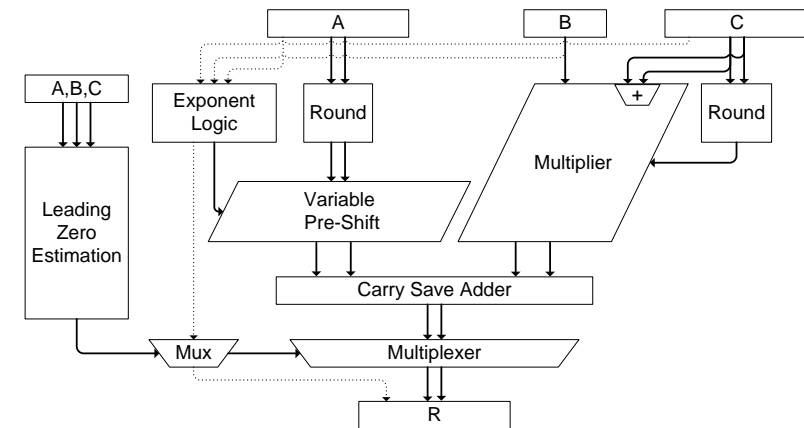 A
B
C
A,B,C
Exponent
Logic
Round
+
Round
Multiplier
Leading
Zero
Estimation
Variable
Pre-Shift
Carry Save Adder
Mux
Multiplexer
R